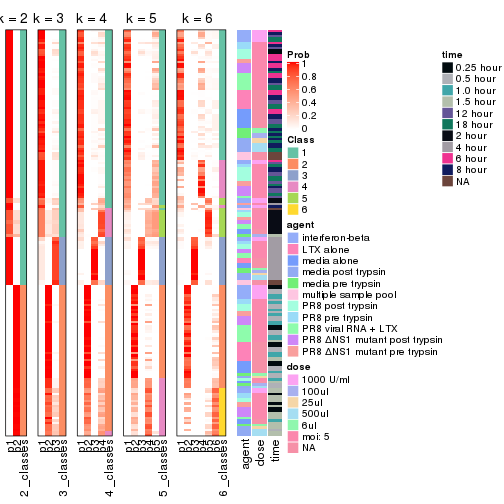 k = 2
k = 3
k = 4
k = 5
k = 6
p1
p2
2_classes
p1
p2
p3
3_classes
p1
p2
p3
p4
4_classes
p1
p2
p3
p4
p5
5_classes
p1
p2
p3
p4
p5
p6
6_classes
agent
dose
time
Prob
1
0.8
0.6
0.4
0.2
0
Class
1
2
3
4
5
6
agent
interferon-beta
LTX alone
media alone
media post trypsin
media pre trypsin
multiple sample pool
PR8 post trypsin
PR8 pre trypsin
PR8 viral RNA + LTX
PR8 ΔNS1 mutant post trypsin
PR8 ΔNS1 mutant pre trypsin
dose
1000 U/ml
100ul
25ul
500ul
6ul
moi: 5
NA
time
0.25 hour
0.5 hour
1.0 hour
1.5 hour
12 hour
18 hour
2 hour
4 hour
6 hour
8 hour
NA